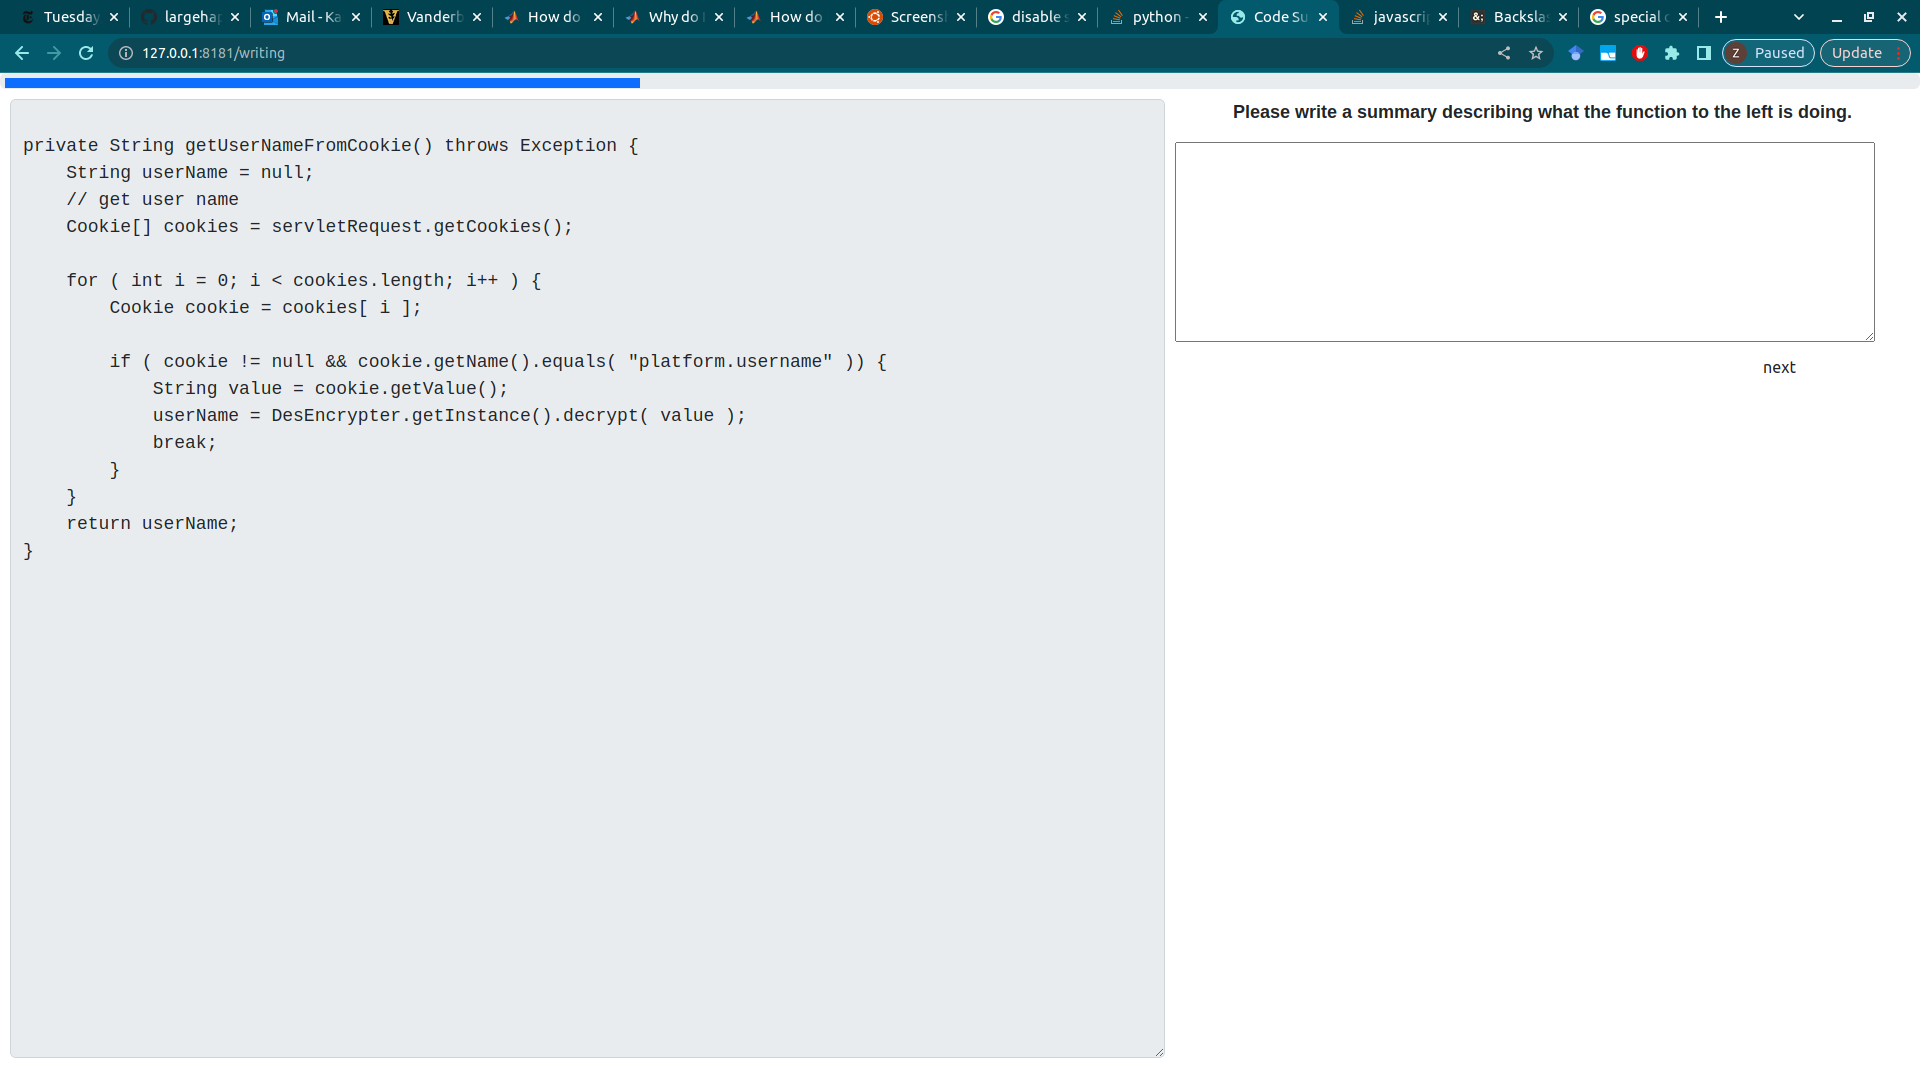 Tuesday
largeha
Mail - Ka
Vanderb
How do
Why do
How do
Screens
disable s
python -
Code Su
javascri
Backsla
special c
127.0.0.1:8181/writing
Z Paused
Update
Please write a summary describing what the function to the left is doing.
private String getUserNameFromCookie() throws Exception {
    String userName = null;
    // get user name
    Cookie[] cookies = servletRequest.getCookies();
    for ( int i = 0; i < cookies.length; i++ ) {
        Cookie cookie = cookies[ i ];
        if ( cookie != null && cookie.getName().equals( "platform.username" )) {
            String value = cookie.getValue();
            userName = DesEncrypter.getInstance().decrypt( value );
            break;
        }
    }
    return userName;
}
next